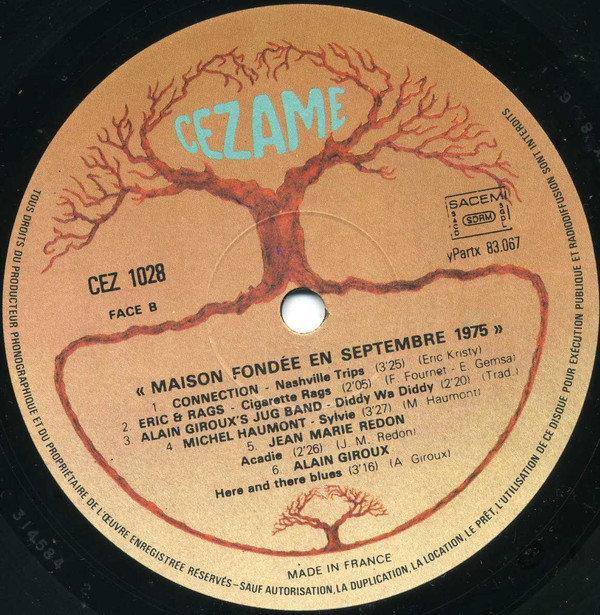 CEZAME
SACEM
SACD SDRM SGDL
yPartx 83.067
CEZ 1028
FACE B
« MAISON FONDÉE EN SEPTEMBRE 1975 »
1 CONNECTION - Nashville Trips (3'25) (Eric Kristy)
2 ERIC & RAGS - Cigarette Rags (2'05) (F Fournet - E. Gemsa)
3 ALAIN GIROUX'S JUG BAND - Diddy Wa Diddy (2'20) (Trad.)
4 MICHEL HAUMONT - Sylvie (3'27) (M Haumont)
5. JEAN MARIE REDON
Acadie (2'26) (J. M. Redon)
6 ALAIN GIROUX
Here and there blues (3'16) (A Giroux)
MADE IN FRANCE
TOUS DROITS DU PRODUCTEUR PHONOGRAPHIQUE ET DU PROPRIÉTAIRE DE L'ŒUVRE ENREGISTRÉE RÉSERVÉS-SAUF AUTORISATION, LA DUPLICATION, LA LOCATION, LE PRÊT, L'UTILISATION DE CE DISQUE POUR EXÉCUTION PUBLIQUE ET RADIODIFFUSION SONT INTERDITS
314584